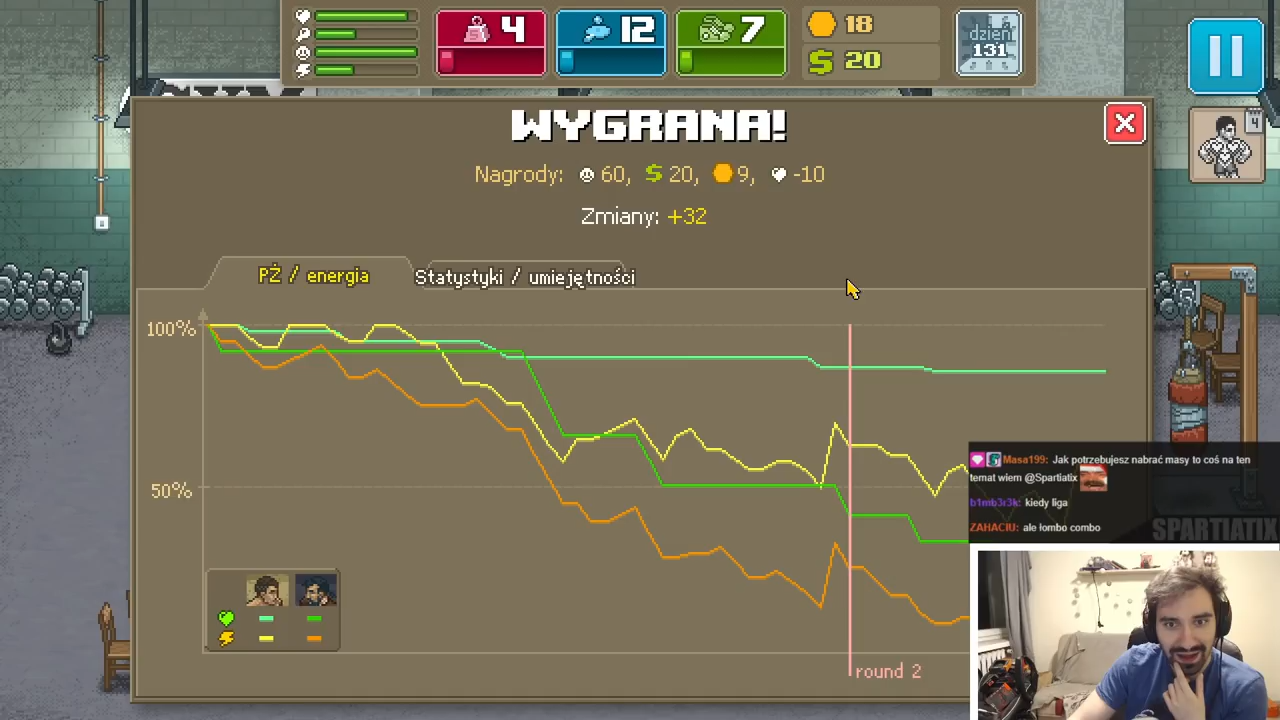 4
12
7
18
20
dzień
131
4
WYGRANA!
Nagrody: 60, $ 20, 9, -10
Zmiany: +32
PŻ / energia
Statystyki / umiejętności
100%
50%
round 2
Masa199: Jak potrzebujesz nabrać masy to coś na ten
temat wiem @Spartiatix
b1mb3r3k: kiedy liga
ZAHACIU: ale łombo combo
SPARTIATIX